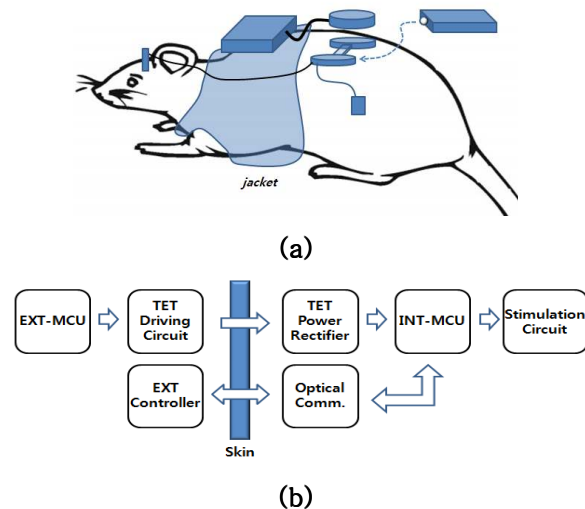 jacket
(a)
EXT-MCU
TET
Driving
Circuit
TET
Power
Rectifier
INT-MCU
Stimulation
Circuit
EXT
Controller
Optical
Comm.
Skin
(b)